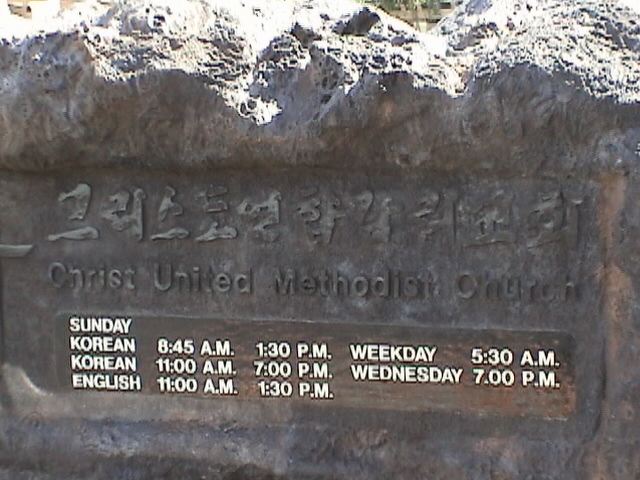 그리스도연합감리교회
Christ United Methodist Church
SUNDAY
KOREAN 8:45 A.M. 1:30 P.M. WEEKDAY 5:30 A.M.
KOREAN 11:00 A.M. 7:00 P.M. WEDNESDAY 7.00 P.M.
ENGLISH 11:00 A.M. 1:30 P.M.